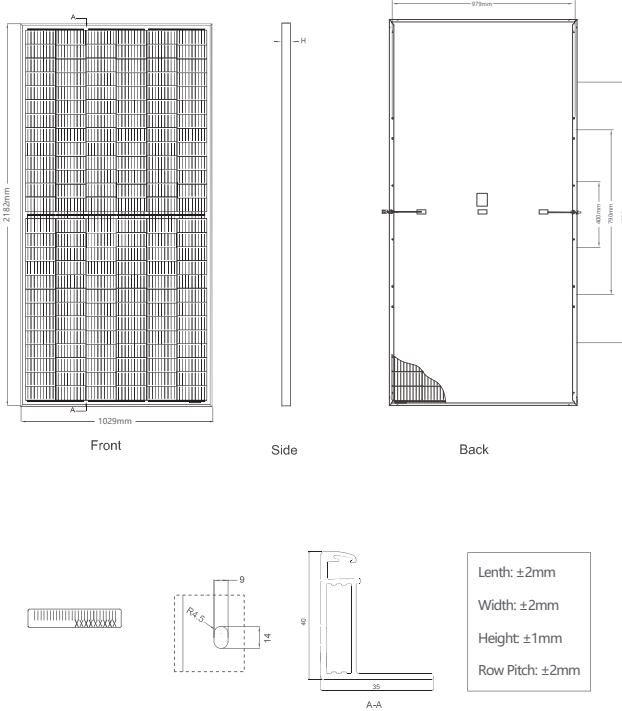 979mm
A
H
2182mm
400mm
790mm
A
1029mm
Front
Side
Back
9
R4.5
14
40
35
A-A
Lenth: ±2mm
Width: ±2mm
Height: ±1mm
Row Pitch: ±2mm